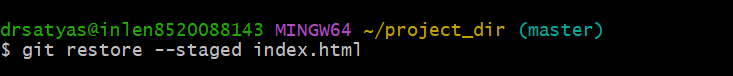 drsatyas@inlen8520088143 MINGW64 ~/project_dir (master)
$ git restore --staged index.html